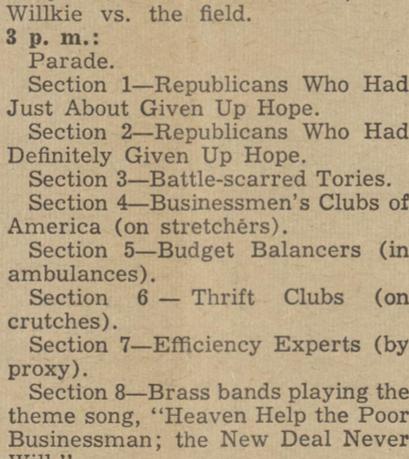 Willkie vs. the field.
3 p. m.:
Parade.
Section 1—Republicans Who Had
Just About Given Up Hope.
Section 2—Republicans Who Had
Definitely Given Up Hope.
Section 3—Battle-scarred Tories.
Section 4—Businessmen's Clubs of
America (on stretchers).
Section 5—Budget Balancers (in
ambulances).
Section 6 — Thrift Clubs (on
crutches).
Section 7—Efficiency Experts (by
proxy).
Section 8—Brass bands playing the
theme song, “Heaven Help the Poor
Businessman; the New Deal Never